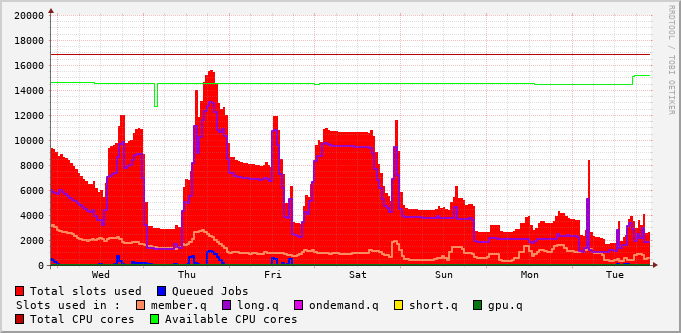 20000
18000
16000
14000
12000
10000
8000
6000
4000
2000
0
Wed Thu Fri Sat Sun Mon Tue
RRDTOOL / TOBI OETIKER
Total slots used Queued Jobs
Slots used in : member.q long.q ondemand.q short.q gpu.q
Total CPU cores Available CPU cores